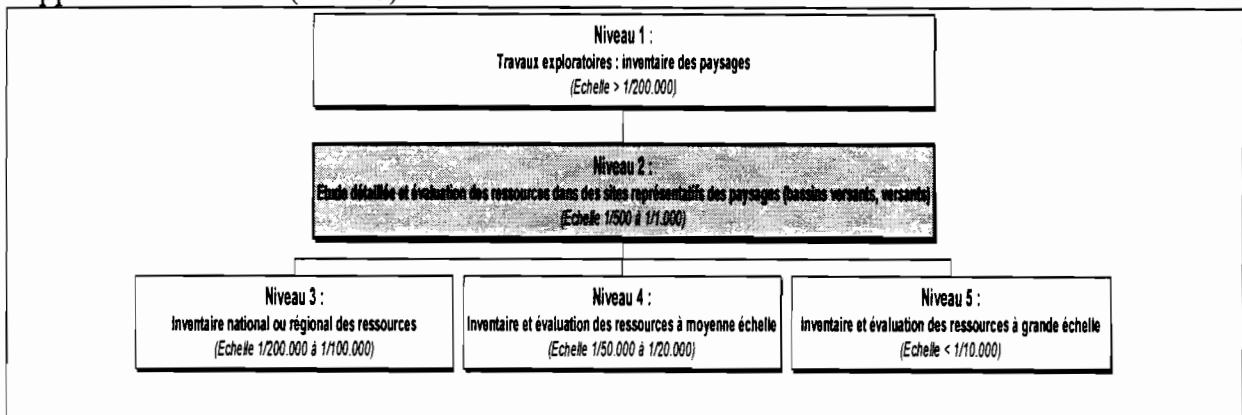 Niveau 1 :
Travaux exploratoires : inventaire des paysages
(Echelle > 1/200.000)
Niveau 2 :
Etude détaillée et évaluation des ressources dans des sites représentatifs des paysages (bassins versants, versants)
(Echelle 1/500 à 1/1.000)
Niveau 3 :
Inventaire national ou régional des ressources
(Echelle 1/200.000 à 1/100.000)
Niveau 4 :
Inventaire et évaluation des ressources à moyenne échelle
(Echelle 1/50.000 à 1/20.000)
Niveau 5 :
Inventaire et évaluation des ressources à grande échelle
(Echelle < 1/10.000)